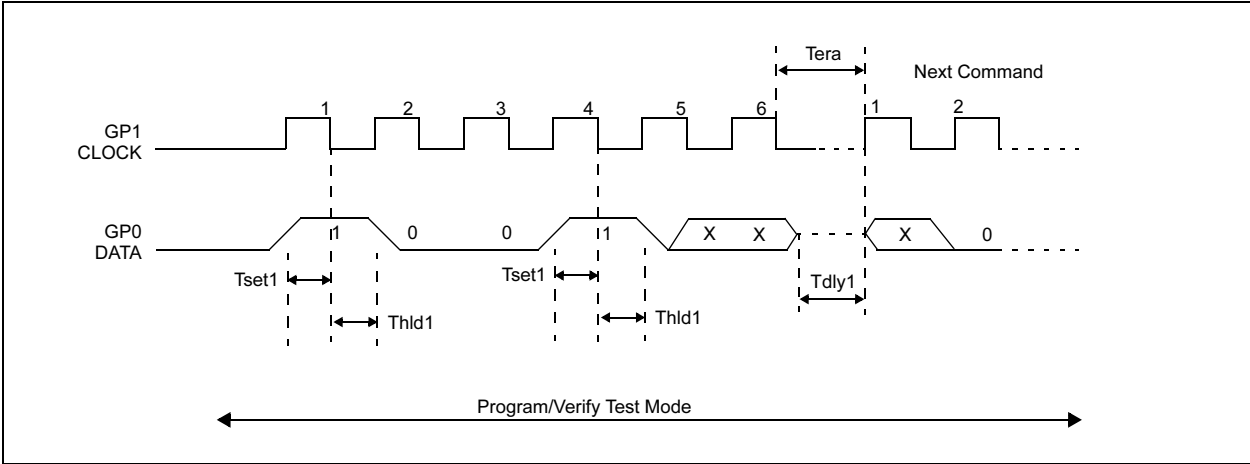 Tera
Next Command
1 2 3 4 5 6 1 2
GP1
CLOCK
GP0
DATA
1 0 0 1 X X X 0
Tset1 Tset1 Tdly1
Thld1 Thld1
Program/Verify Test Mode